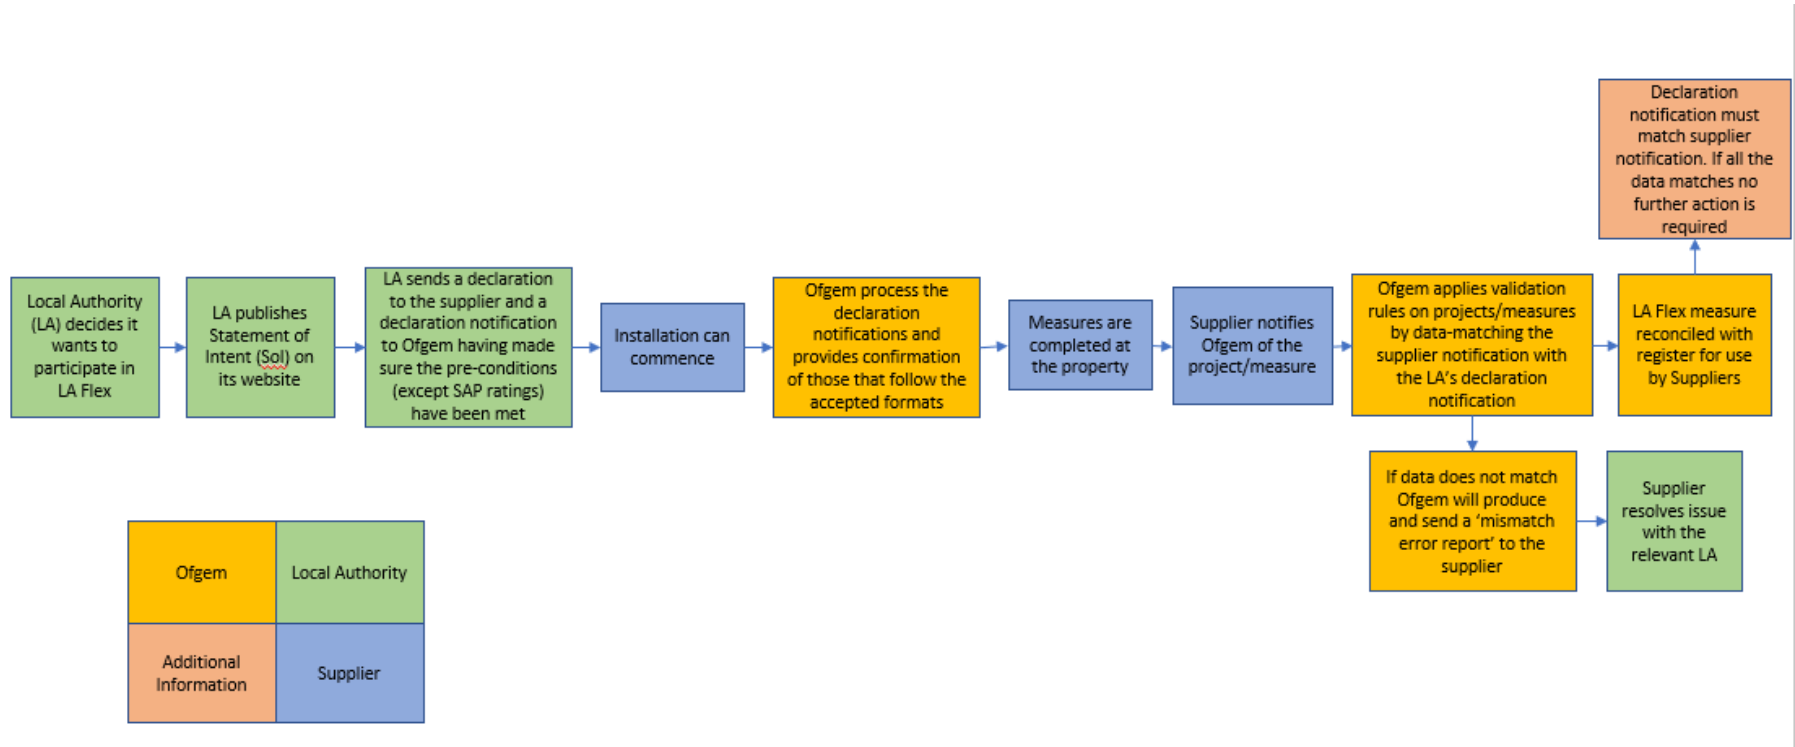 Local Authority
(LA) decides it
wants to
participate in
LA Flex
LA publishes
Statement of
Intent (SoI) on
its website
LA sends a declaration
to the supplier and a
declaration notification
to Ofgem having made
sure the pre-conditions
(except SAP ratings)
have been met
Installation can
commence
Ofgem process the
declaration
notifications and
provides confirmation
of those that follow the
accepted formats
Measures are
completed at
the property
Supplier notifies
Ofgem of the
project/measure
Ofgem applies validation
rules on projects/measures
by data-matching the
supplier notification with
the LA's declaration
notification
LA Flex measure
reconciled with
register for use
by Suppliers
Declaration
notification must
match supplier
notification. If all the
data matches no
further action is
required
If data does not match
Ofgem will produce
and send a ‘mismatch
error report’ to the
supplier
Supplier
resolves issue
with the
relevant LA
Ofgem
Local Authority
Additional
Information
Supplier